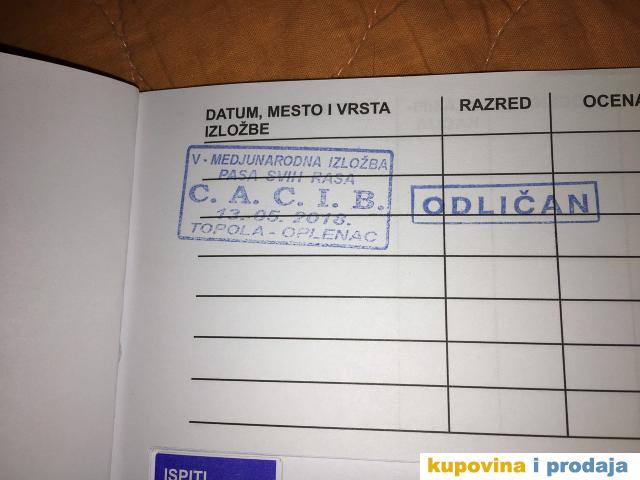 DATUM, MESTO I VRSTA IZLOŽBE
RAZRED
OCENA
V - MEDJUNARODNA IZLOŽBA
PASA SVIH RASA
C. A. C. I. B.
13. 05. 2018.
TOPOLA - OPLENAC
ODLIČAN
ISPITI
kupovina i prodaja